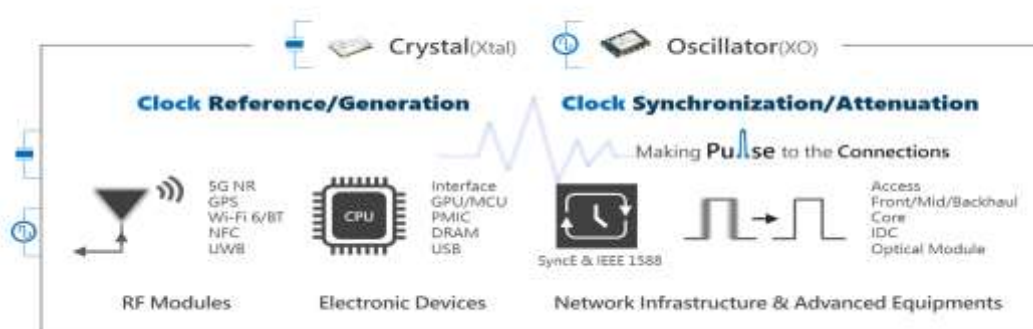 Crystal(Xtal)
Oscillator(XO)
Clock Reference/Generation
Clock Synchronization/Attenuation
Making Pulse to the Connections
5G NR
GPS
Wi-Fi 6/BT
NFC
UWB
CPU
Interface
GPU/MCU
PMIC
DRAM
USB
SyncE & IEEE 1588
Access
Front/Mid/Backhaul
Core
IDC
Optical Module
RF Modules
Electronic Devices
Network Infrastructure & Advanced Equipments